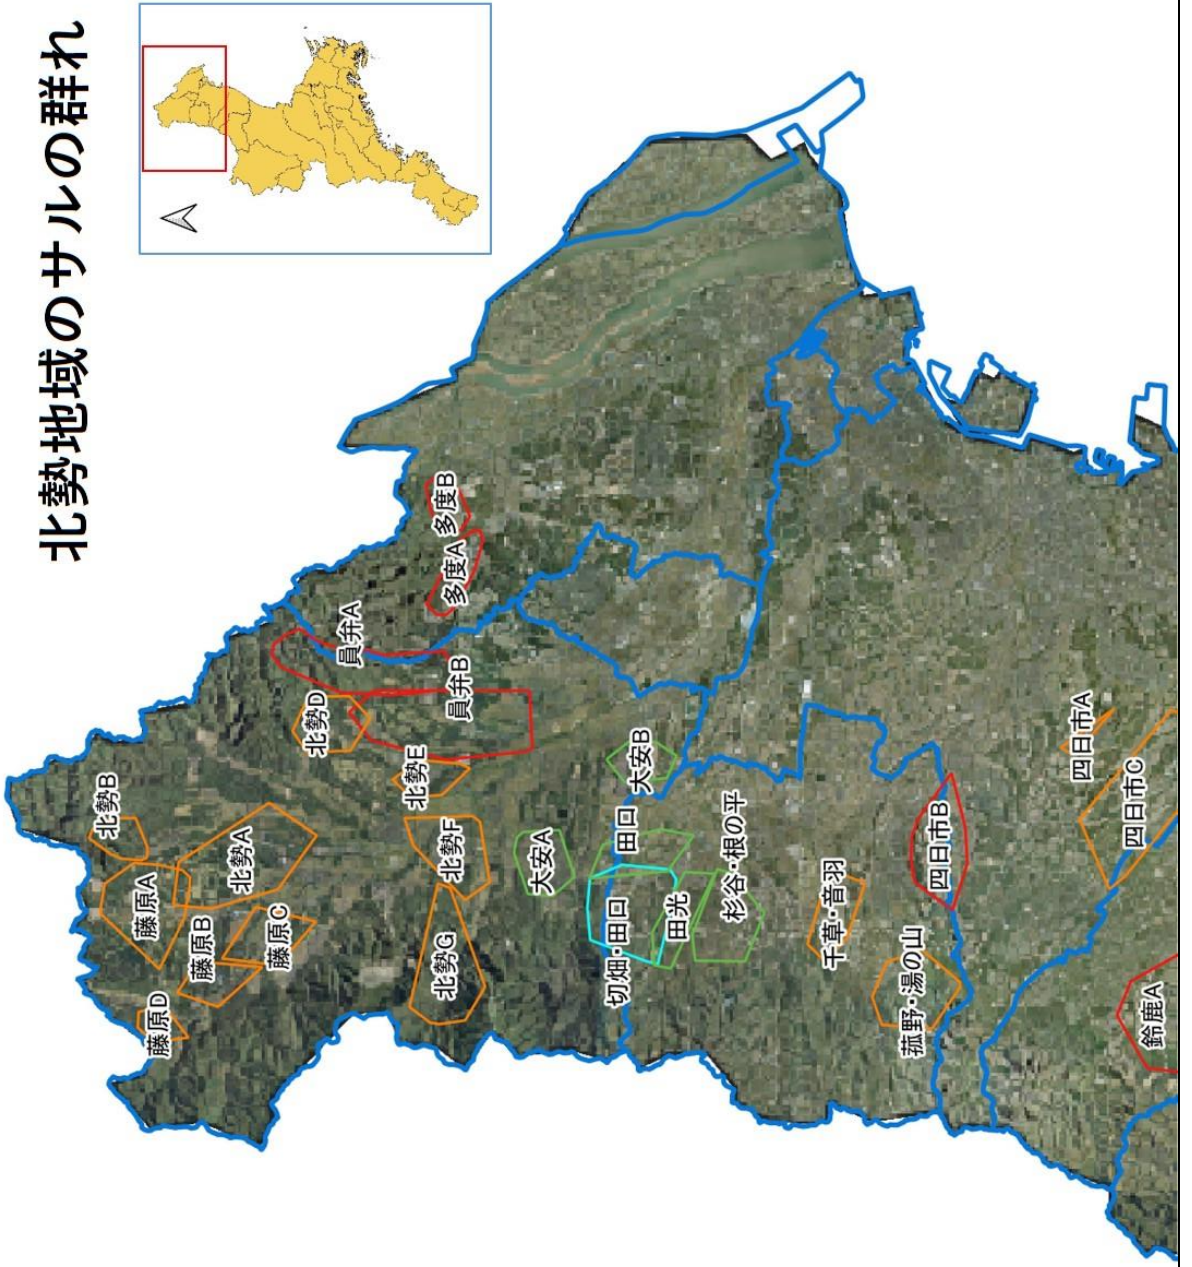 北勢地域のサルの群れ
北勢B
藤原A
北勢A
藤原D
藤原B
藤原C
北勢D
員弁A
員弁B
多度A
多度B
北勢E
北勢F
北勢G
大安A
大安B
田口
切畑・田口
田光
杉谷・根の平
千草・音羽
菰野・湯の山
四日市B
四日市A
四日市C
鈴鹿A